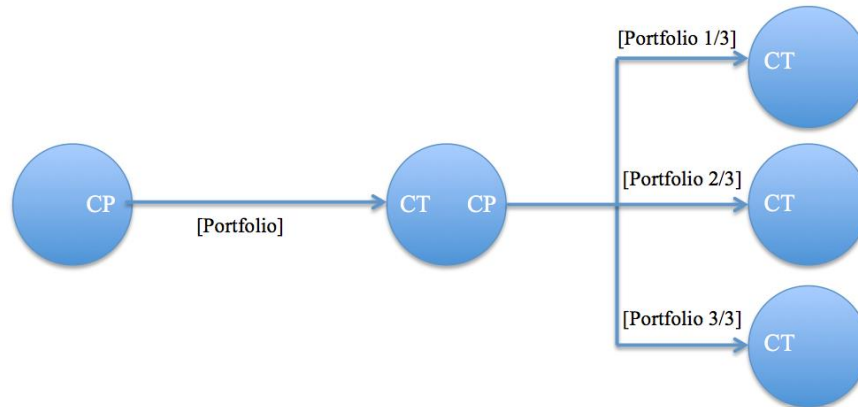 [Portfolio 1/3]
CT
CP
[Portfolio]
CT
CP
[Portfolio 2/3]
CT
[Portfolio 3/3]
CT